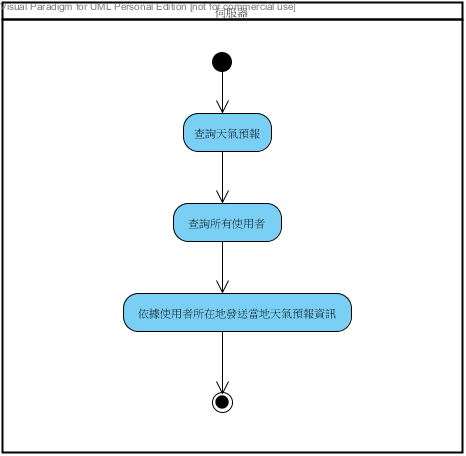 Visual Paradigm for UML Personal Edition [not for commercial use]
伺服器
查詢天氣預報
查詢所有使用者
依據使用者所在地發送當地天氣預報資訊